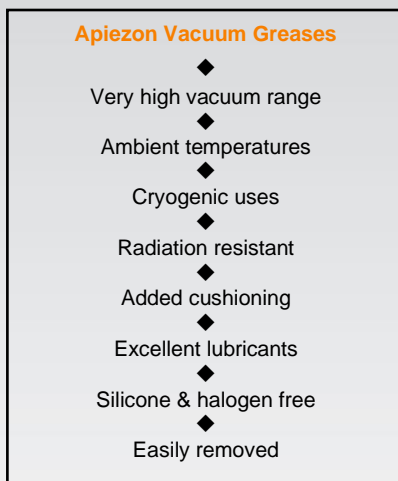 Apiezon Vacuum Greases
Very high vacuum range
Ambient temperatures
Cryogenic uses
Radiation resistant
Added cushioning
Excellent lubricants
Silicone & halogen free
Easily removed